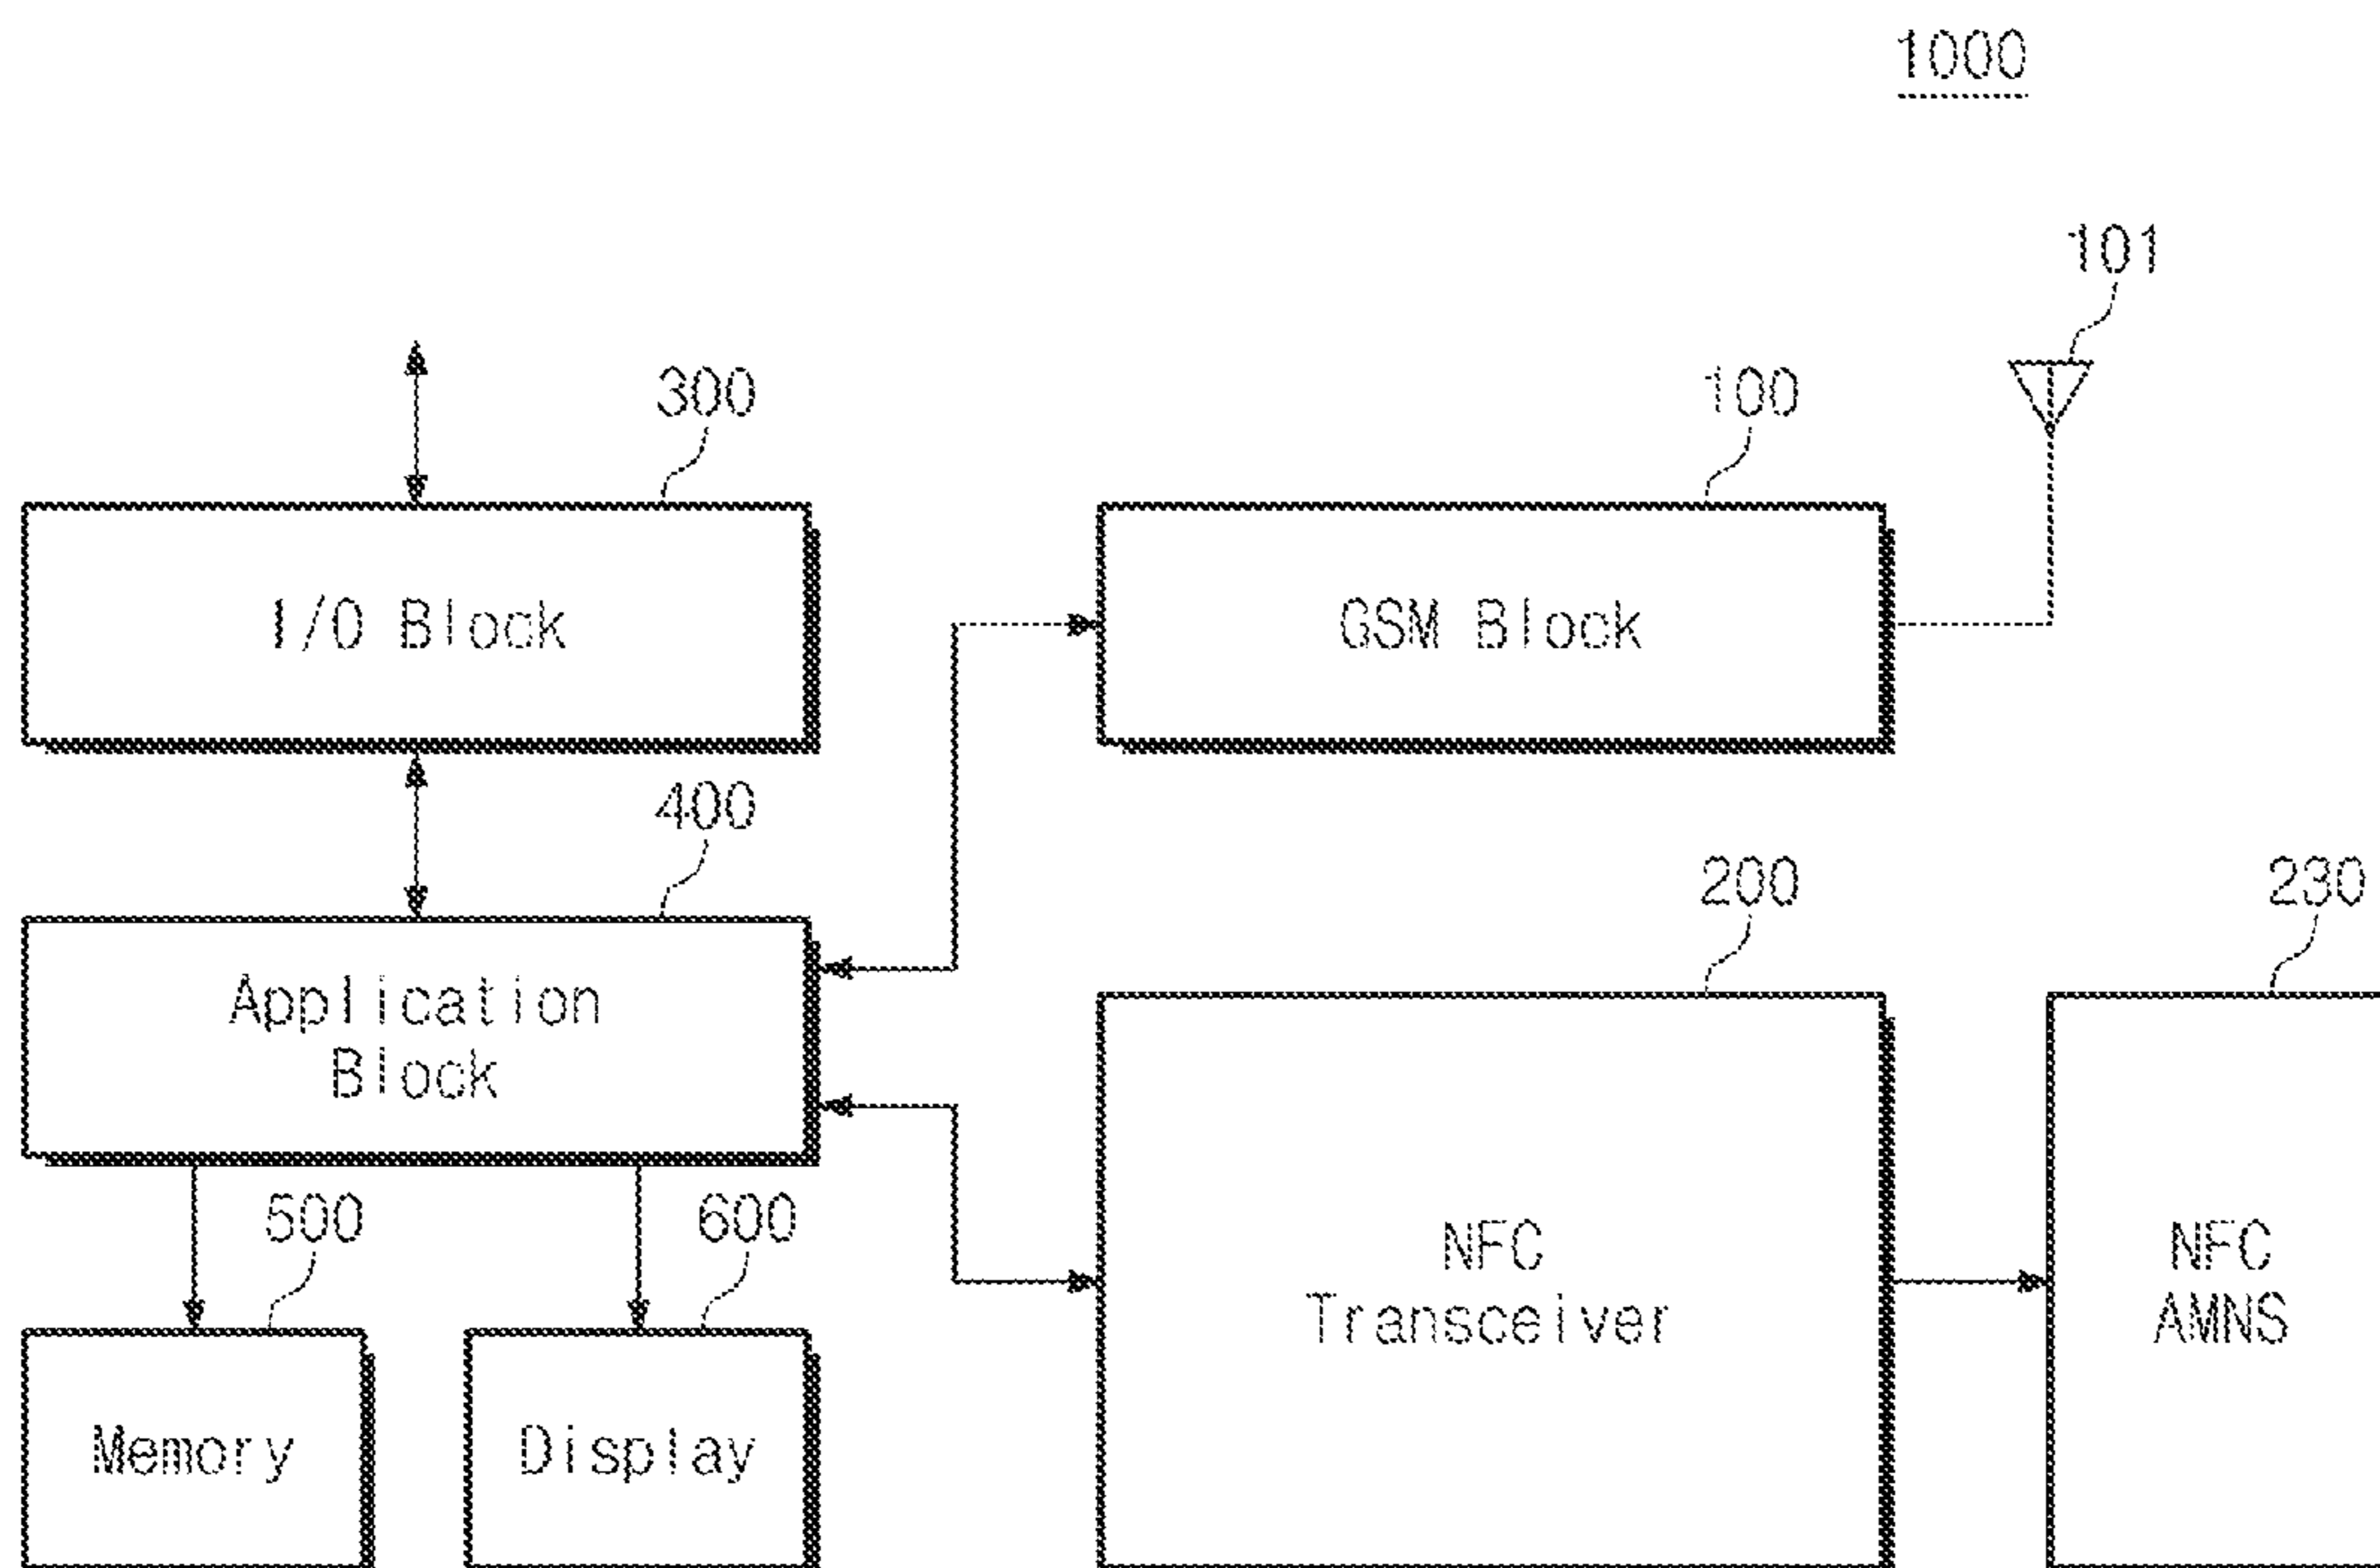 1000
101
300
100
I/O Block
GSM Block
400
200
230
Application
Block
500
600
NFC
Transceiver
NFC
AMNS
Memory
Display